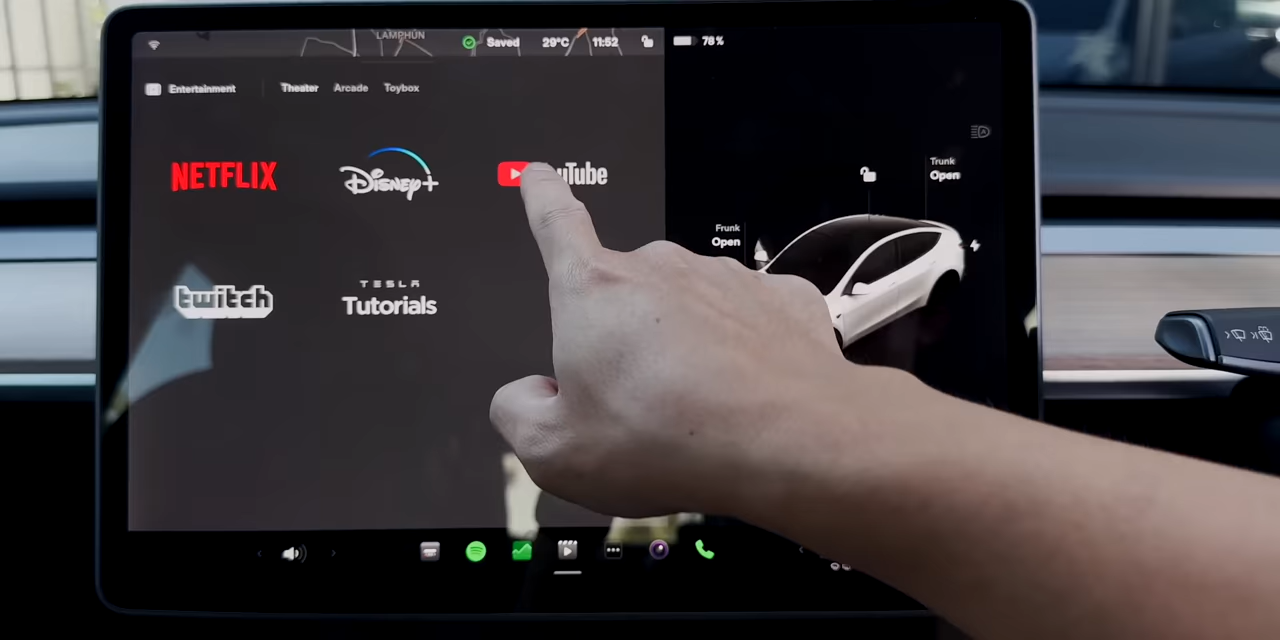 LAMPHUN
Saved 29°C 11:52 78%
Entertainment Theater Arcade Toybox
NETFLIX
Disney+
YouTube
Trunk
Open
Frunk
Open
twitch
TESLA
Tutorials